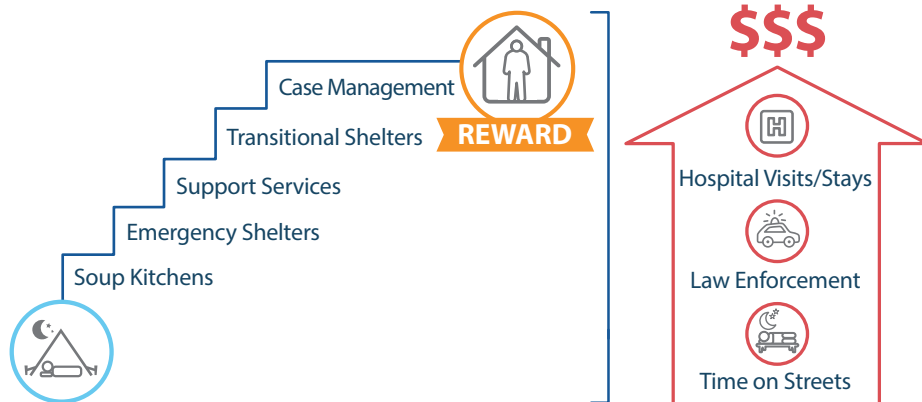 Case Management
Transitional Shelters
Support Services
Emergency Shelters
Soup Kitchens
REWARD
$$$
H
Hospital Visits/Stays
Law Enforcement
Time on Streets